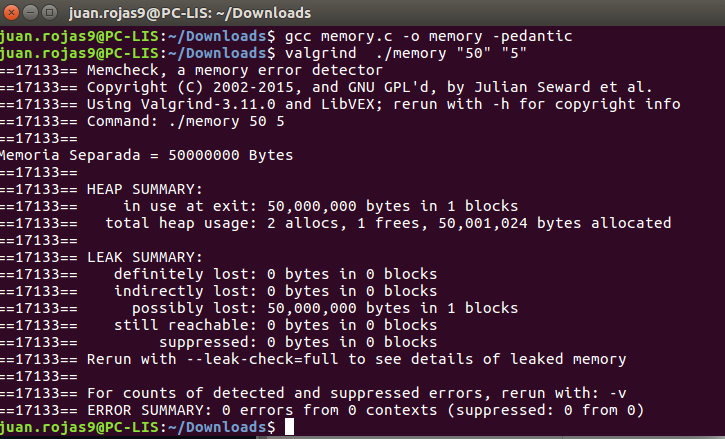 juan.rojas9@PC-LIS: ~/Downloads
juan.rojas9@PC-LIS:~/Downloads$ gcc memory.c -o memory -pedantic
juan.rojas9@PC-LIS:~/Downloads$ valgrind  ./memory "50" "5"
==17133== Memcheck, a memory error detector
==17133== Copyright (C) 2002-2015, and GNU GPL'd, by Julian Seward et al.
==17133== Using Valgrind-3.11.0 and LibVEX; rerun with -h for copyright info
==17133== Command: ./memory 50 5
==17133==
Memoria Separada = 50000000 Bytes
==17133==
==17133== HEAP SUMMARY:
==17133==     in use at exit: 50,000,000 bytes in 1 blocks
==17133==   total heap usage: 2 allocs, 1 frees, 50,001,024 bytes allocated
==17133==
==17133== LEAK SUMMARY:
==17133==    definitely lost: 0 bytes in 0 blocks
==17133==    indirectly lost: 0 bytes in 0 blocks
==17133==      possibly lost: 50,000,000 bytes in 1 blocks
==17133==    still reachable: 0 bytes in 0 blocks
==17133==         suppressed: 0 bytes in 0 blocks
==17133== Rerun with --leak-check=full to see details of leaked memory
==17133==
==17133== For counts of detected and suppressed errors, rerun with: -v
==17133== ERROR SUMMARY: 0 errors from 0 contexts (suppressed: 0 from 0)
juan.rojas9@PC-LIS:~/Downloads$